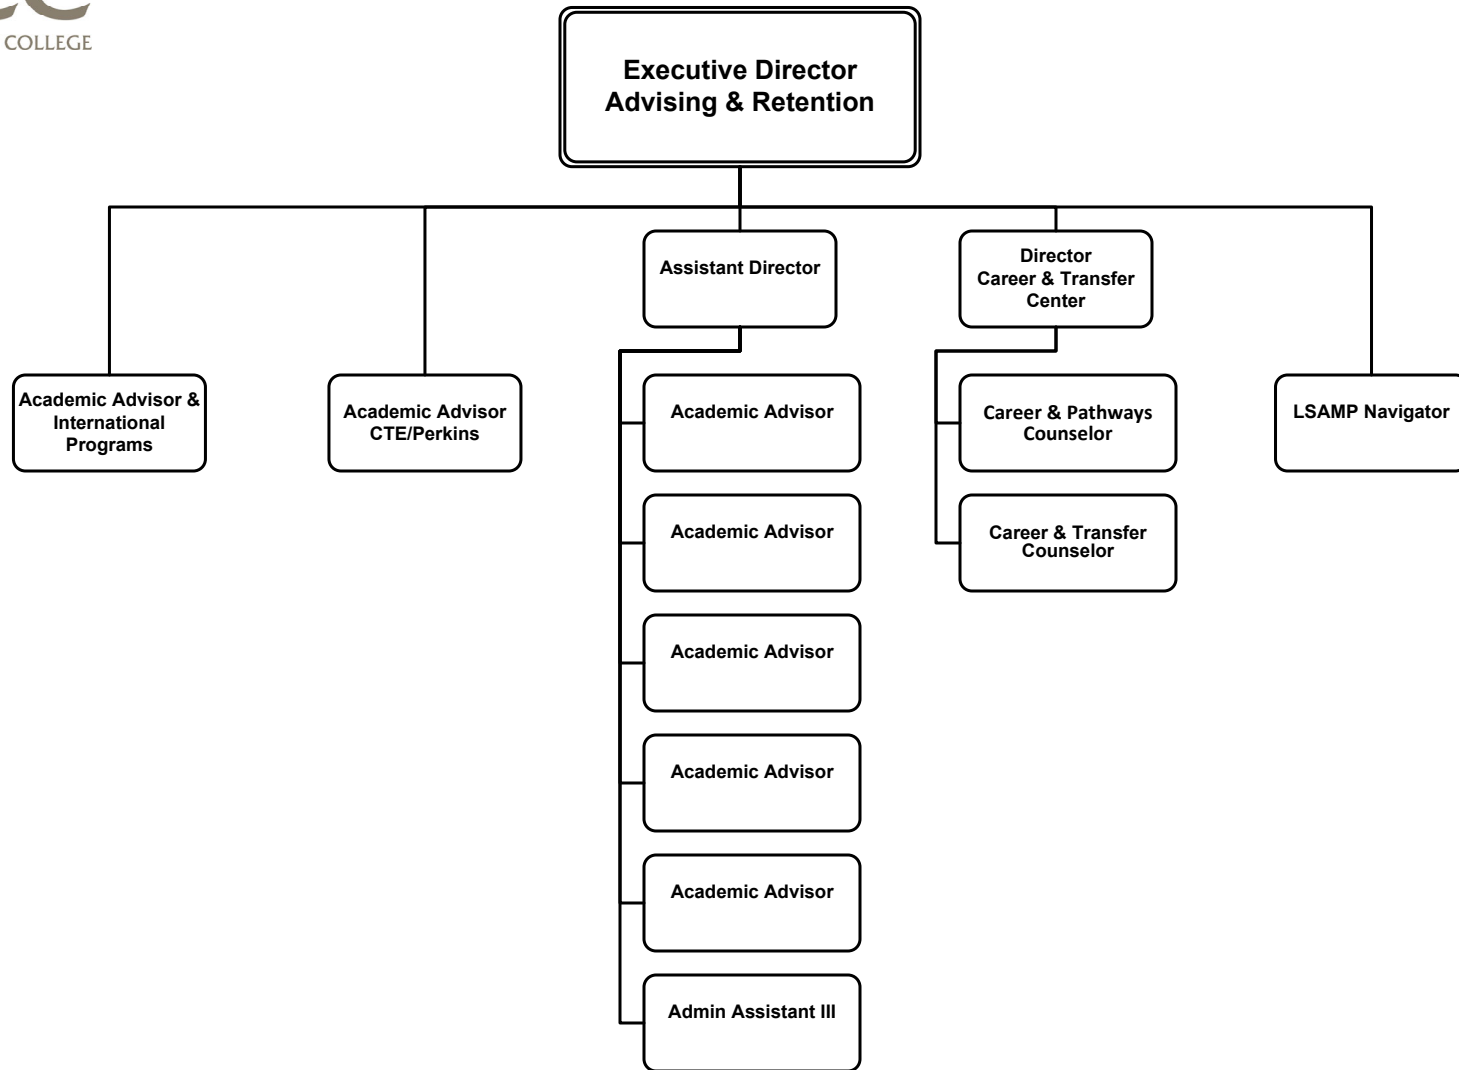 COLLEGE
Executive Director
Advising & Retention
Assistant Director
Director
Career & Transfer
Center
Academic Advisor &
International
Programs
Academic Advisor
CTE/Perkins
Academic Advisor
Career & Pathways
Counselor
LSAMP Navigator
Academic Advisor
Career & Transfer
Counselor
Academic Advisor
Academic Advisor
Academic Advisor
Admin Assistant III